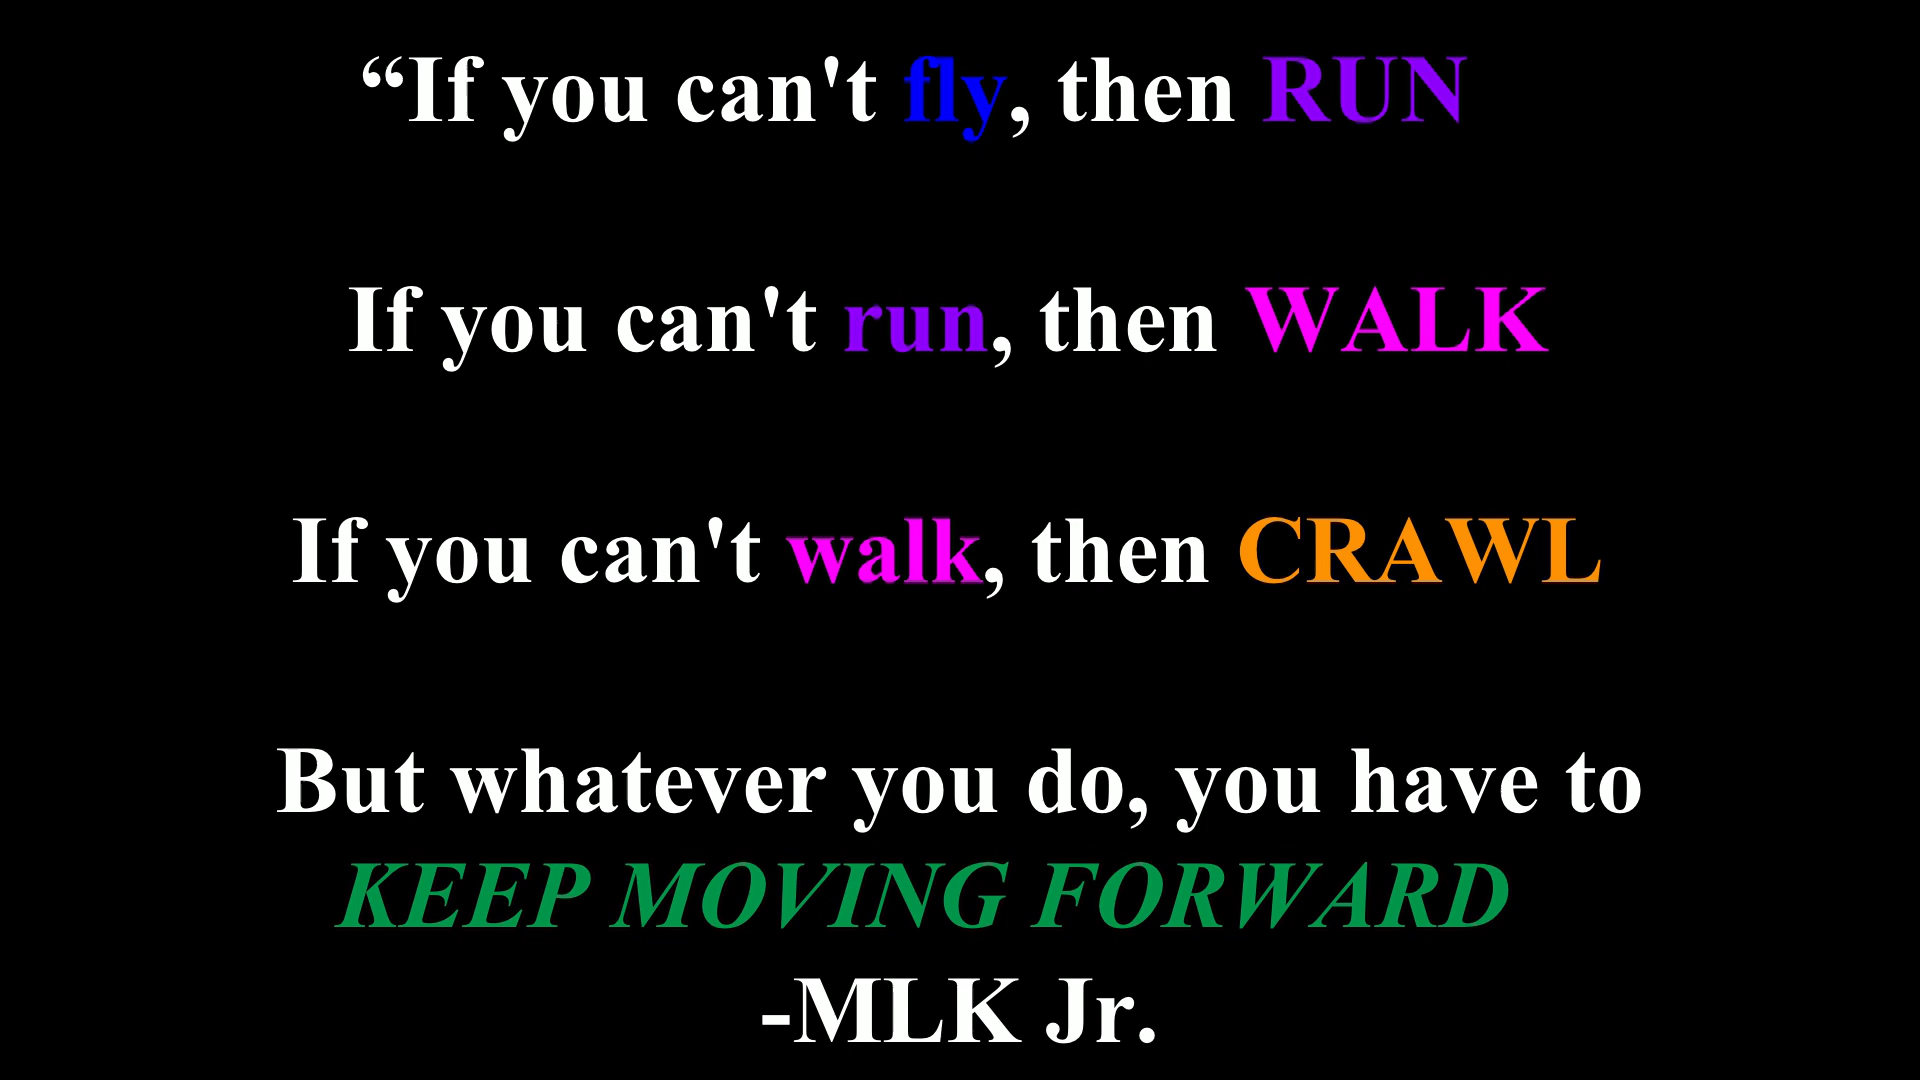 “If you can't fly, then RUN
If you can't run, then WALK
If you can't walk, then CRAWL
But whatever you do, you have to
KEEP MOVING FORWARD
-MLK Jr.